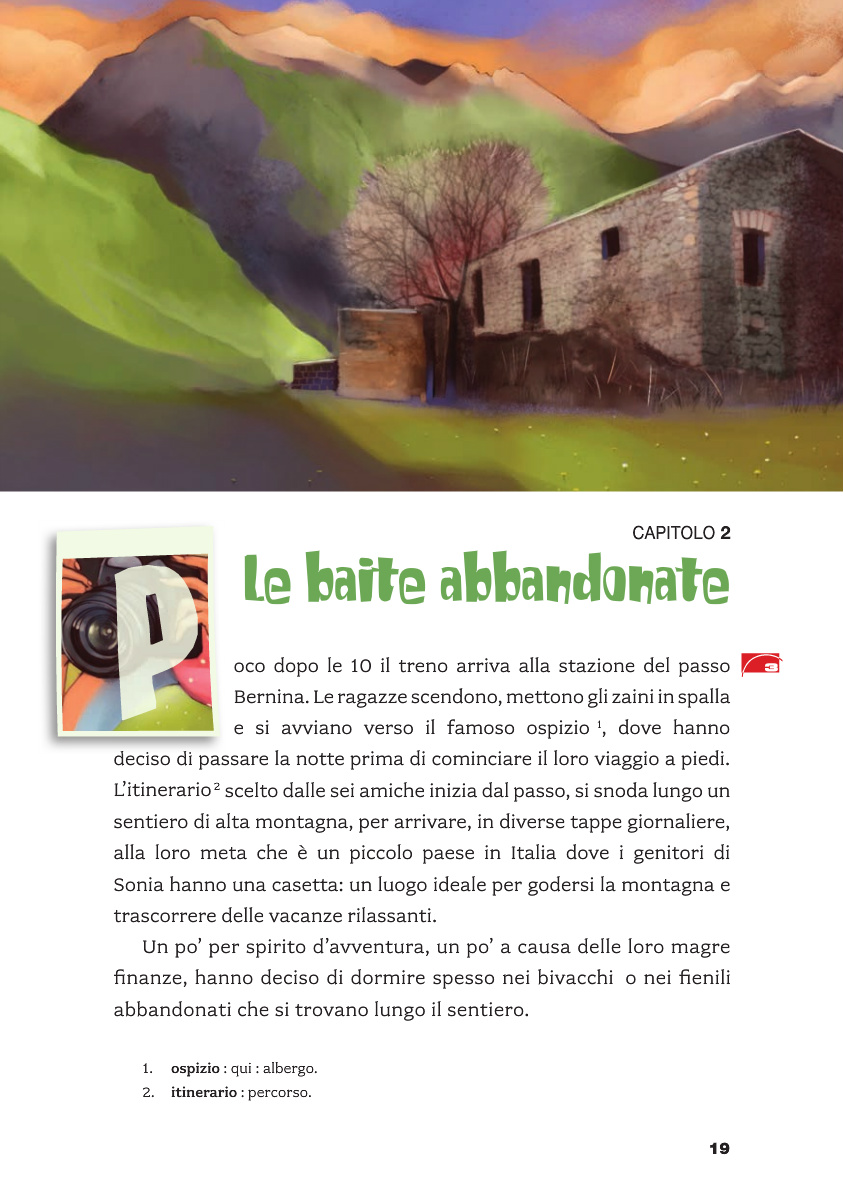 CAPITOLO 2
Le baite abbandonate
Poco dopo le 10 il treno arriva alla stazione del passo
3
Bernina. Le ragazze scendono, mettono gli zaini in spalla
e si avviano verso il famoso ospizio 1, dove hanno
deciso di passare la notte prima di cominciare il loro viaggio a piedi.
L’itinerario 2 scelto dalle sei amiche inizia dal passo, si snoda lungo un
sentiero di alta montagna, per arrivare, in diverse tappe giornaliere,
alla loro meta che è un piccolo paese in Italia dove i genitori di
Sonia hanno una casetta: un luogo ideale per godersi la montagna e
trascorrere delle vacanze rilassanti.
Un po’ per spirito d’avventura, un po’ a causa delle loro magre
finanze, hanno deciso di dormire spesso nei bivacchi o nei fienili
abbandonati che si trovano lungo il sentiero.
1. ospizio : qui : albergo.
2. itinerario : percorso.
19